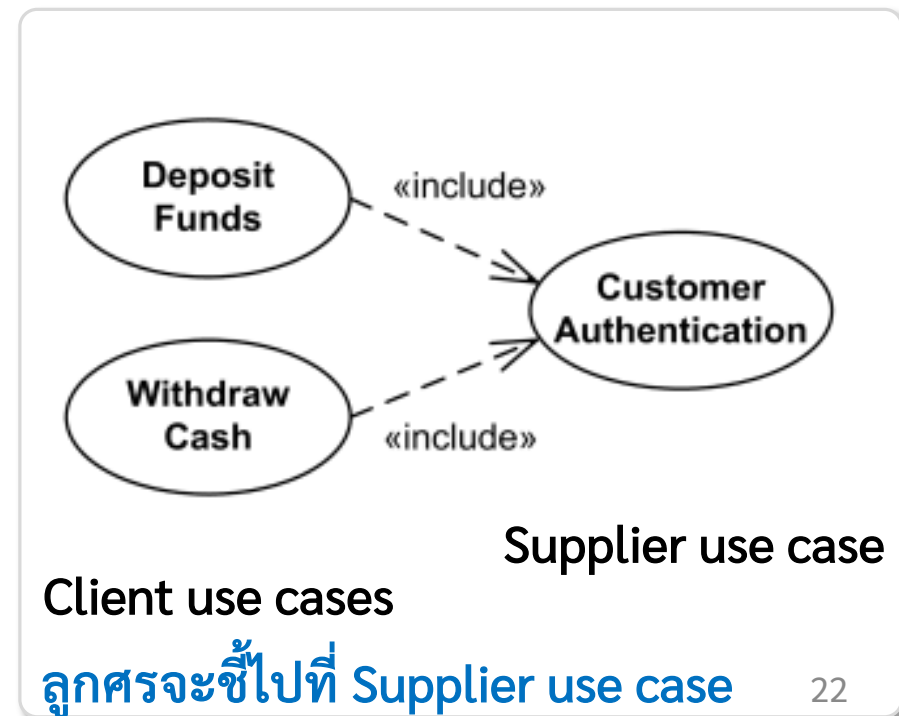 Deposit
Funds
«include»
Customer
Authentication
Withdraw
Cash
«include»
Supplier use case
Client use cases
ลูกศรจะชี้ไปที่ Supplier use case
22